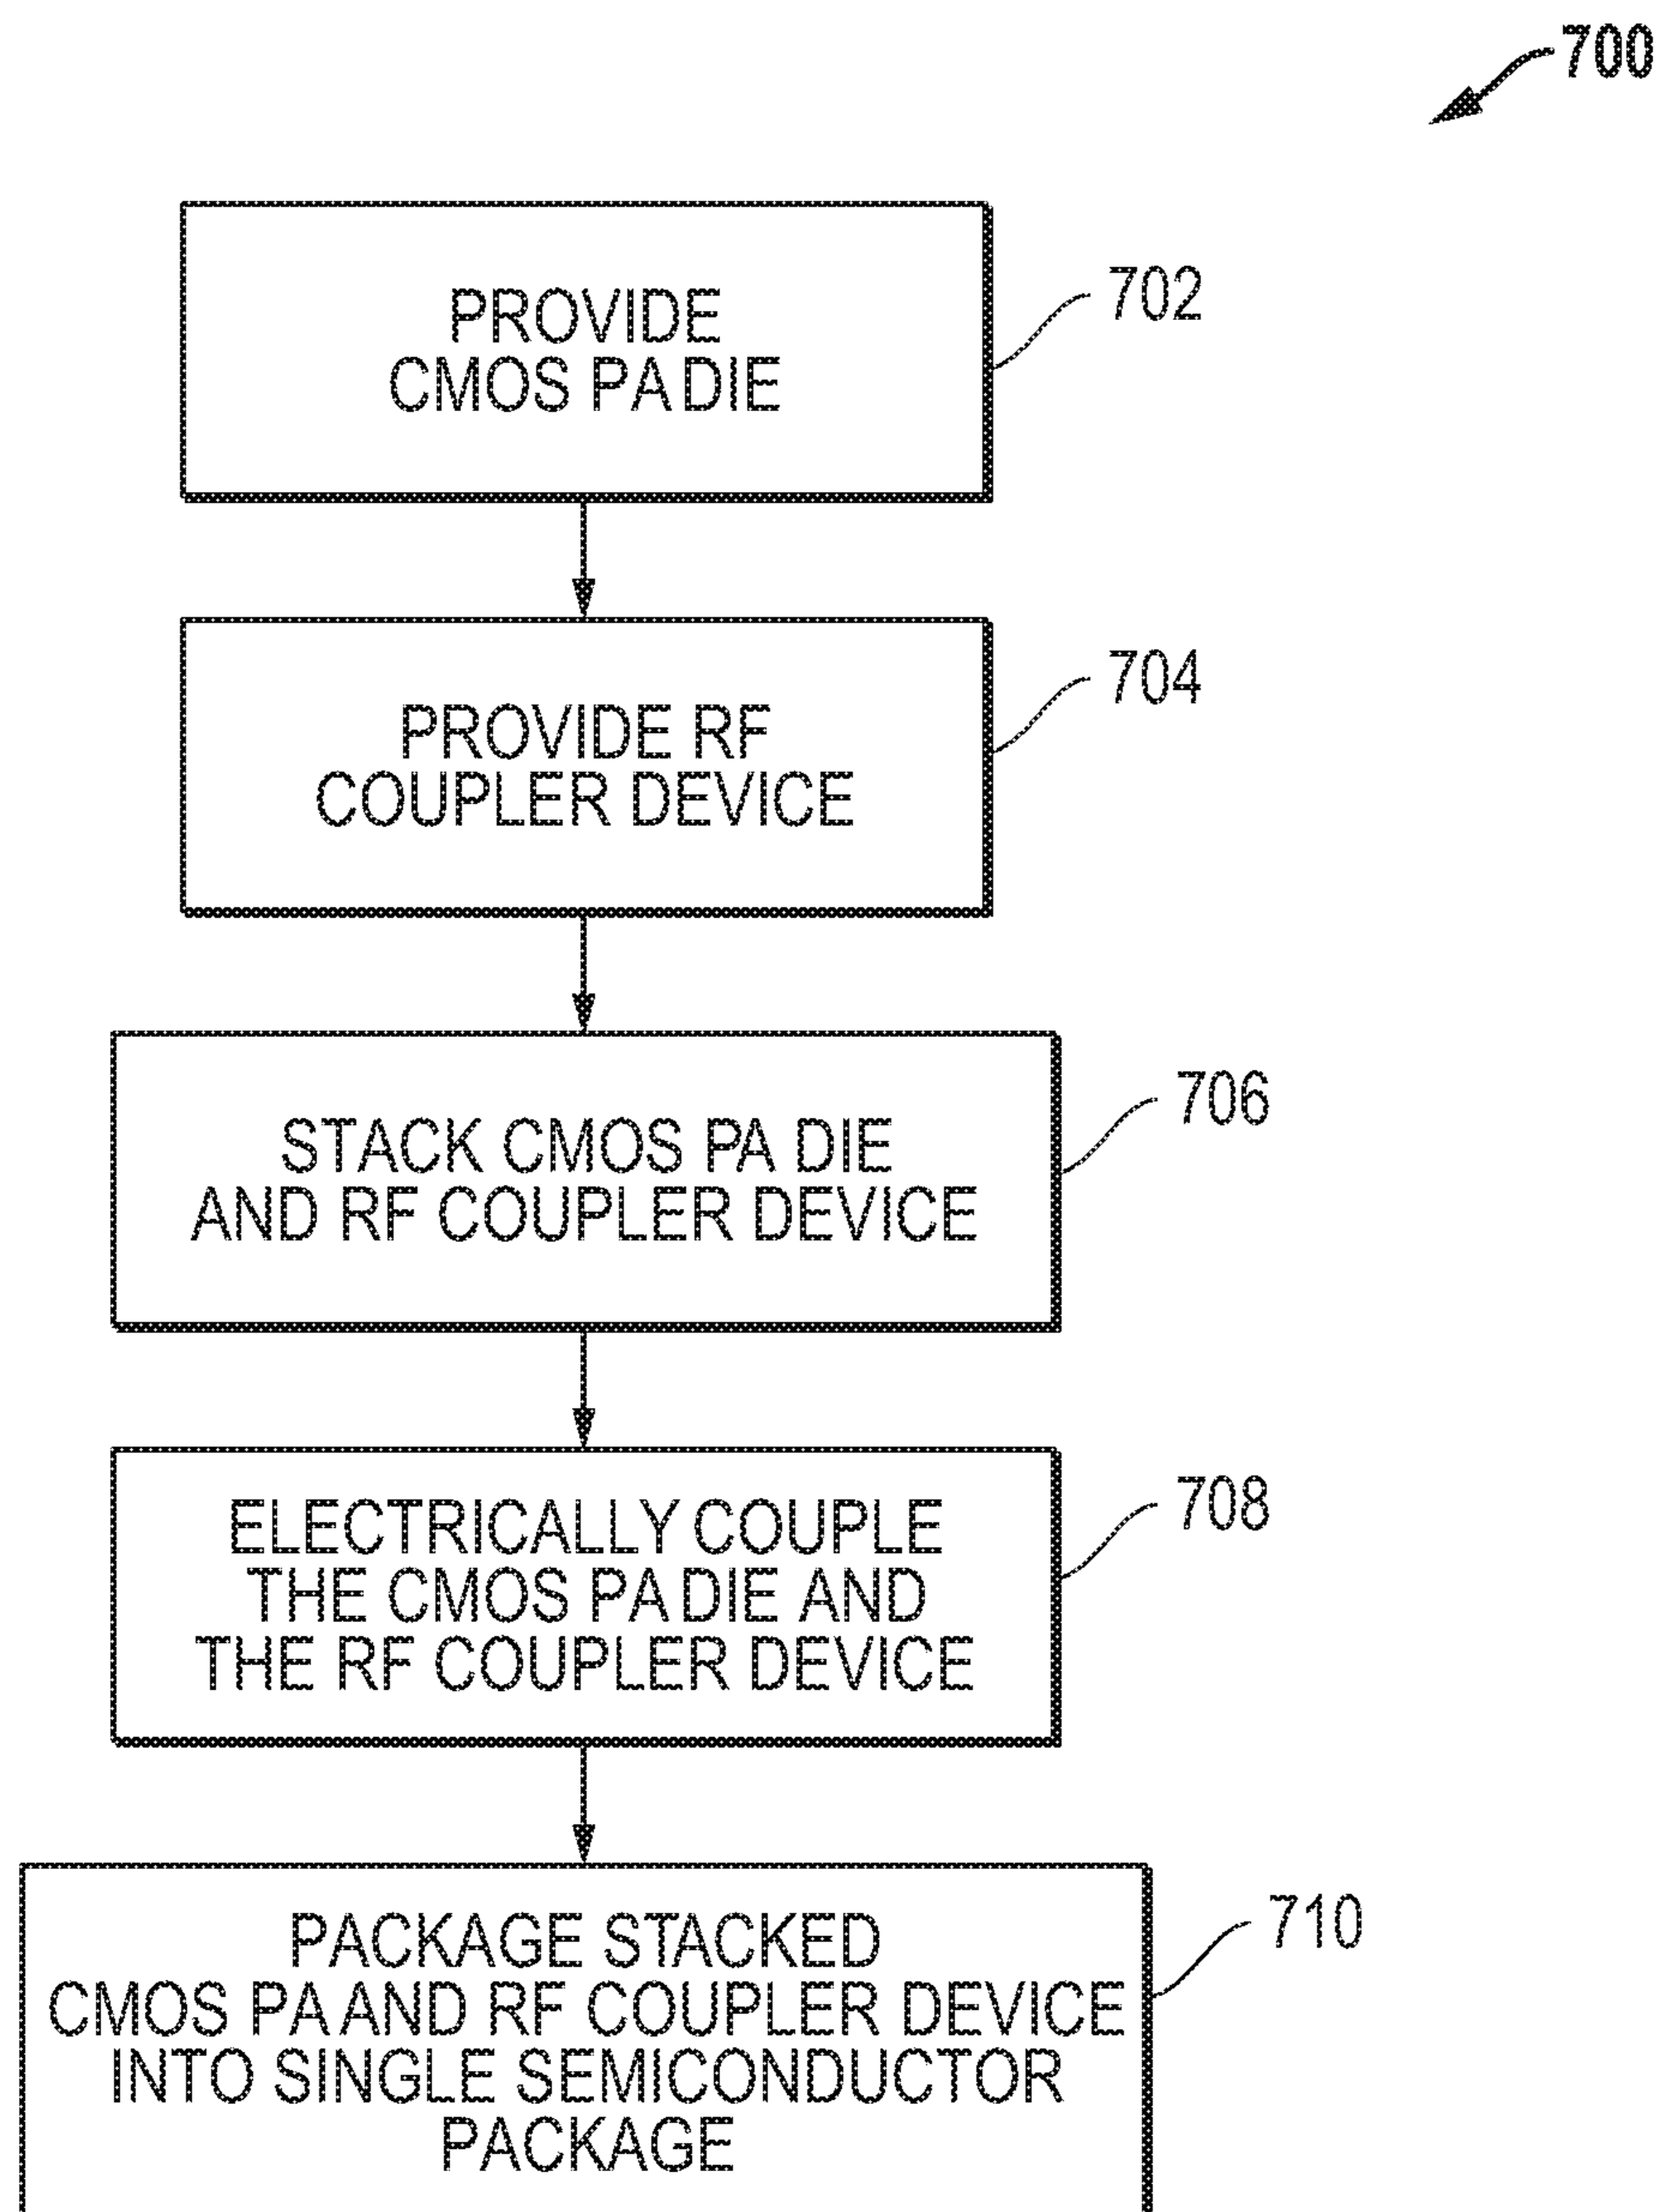 700
PROVIDE
CMOS PA DIE
702
PROVIDE RF
COUPLER DEVICE
704
STACK CMOS PA DIE
AND RF COUPLER DEVICE
706
ELECTRICALLY COUPLE
THE CMOS PA DIE AND
THE RF COUPLER DEVICE
708
PACKAGE STACKED
CMOS PA AND RF COUPLER DEVICE
INTO SINGLE SEMICONDUCTOR
PACKAGE
710